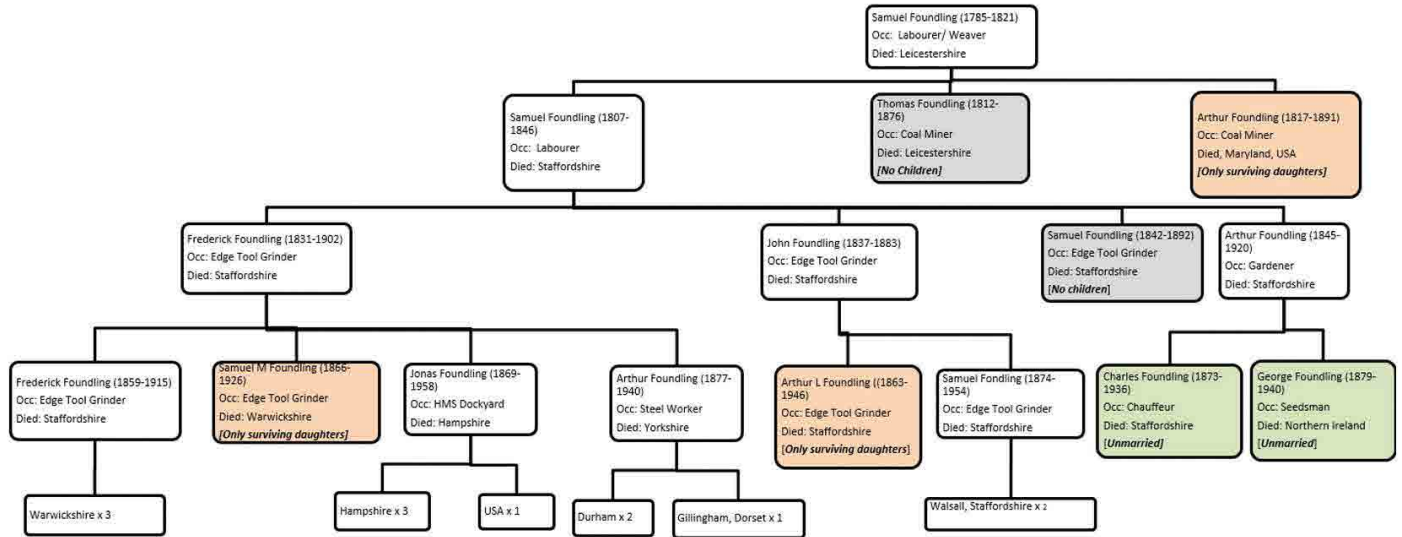 Samuel Foundling (1785-1821)
Occ:  Labourer/ Weaver
Died: Leicestershire
Samuel Foundling (1807-
1846)
Occ:  Labourer
Died: Staffordshire
Thomas Foundling (1812-
1876)
Occ: Coal Miner
Died: Leicestershire
[No Children]
Arthur Foundling (1817-1891)
Occ: Coal Miner
Died, Maryland, USA
[Only surviving daughters]
Frederick Foundling (1831-1902)
Occ: Edge Tool Grinder
Died: Staffordshire
John Foundling (1837-1883)
Occ: Edge Tool Grinder
Died: Staffordshire
Samuel Foundling (1842-1892)
Occ: Edge Tool Grinder
Died: Staffordshire
[No children]
Arthur Foundling (1845-
1920)
Occ: Gardener
Died: Staffordshire
Frederick Foundling (1859-1915)
Occ: Edge Tool Grinder
Died: Staffordshire
Samuel M Foundling (1866-
1926)
Occ: Edge Tool Grinder
Died: Warwickshire
[Only surviving daughters]
Jonas Foundling (1869-
1958)
Occ: HMS Dockyard
Died: Hampshire
Arthur Foundling (1877-
1940)
Occ: Steel Worker
Died: Yorkshire
Arthur L Foundling ((1863-
1946)
Occ: Edge Tool Grinder
Died: Staffordshire
[Only surviving daughters]
Samuel Fondling (1874-
1954)
Occ: Edge Tool Grinder
Died: Staffordshire
Charles Foundling (1873-
1936)
Occ: Chauffeur
Died: Staffordshire
[Unmarried]
George Foundling (1879-
1940)
Occ: Seedsman
Died: Northern Ireland
[Unmarried]
Warwickshire x 3
Hampshire x 3
USA x 1
Durham x 2
Gillingham, Dorset x 1
Walsall, Staffordshire x 2